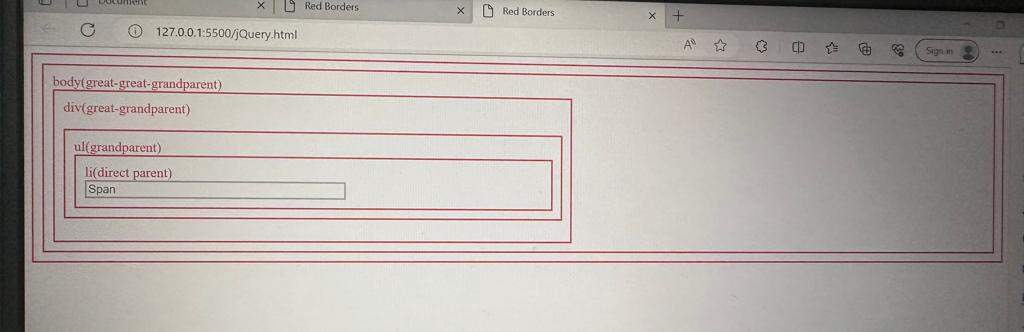 Document
Red Borders
Red Borders
127.0.0.1:5500/jQuery.html
A
Sign in
body(great-great-grandparent)
div(great-grandparent)
ul(grandparent)
li(direct parent)
Span